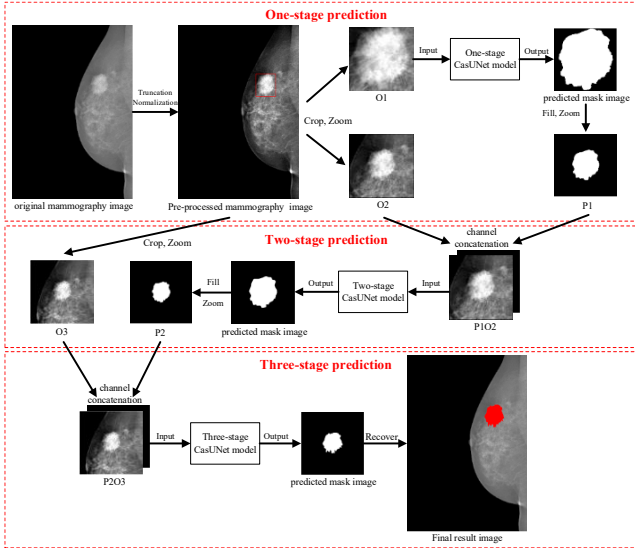 One-stage prediction
Truncation
Normalization
original mammography image
Pre-processed mammography image
Crop, Zoom
O1
O2
Input
One-stage
CasUNet model
Output
predicted mask image
Fill, Zoom
P1
Crop, Zoom
Two-stage prediction
channel
concatenation
O3
P2
Fill
Zoom
predicted mask image
Output
Two-stage
CasUNet model
Input
P1O2
Three-stage prediction
channel
concatenation
P2O3
Input
Three-stage
CasUNet model
Output
predicted mask image
Recover
Final result image